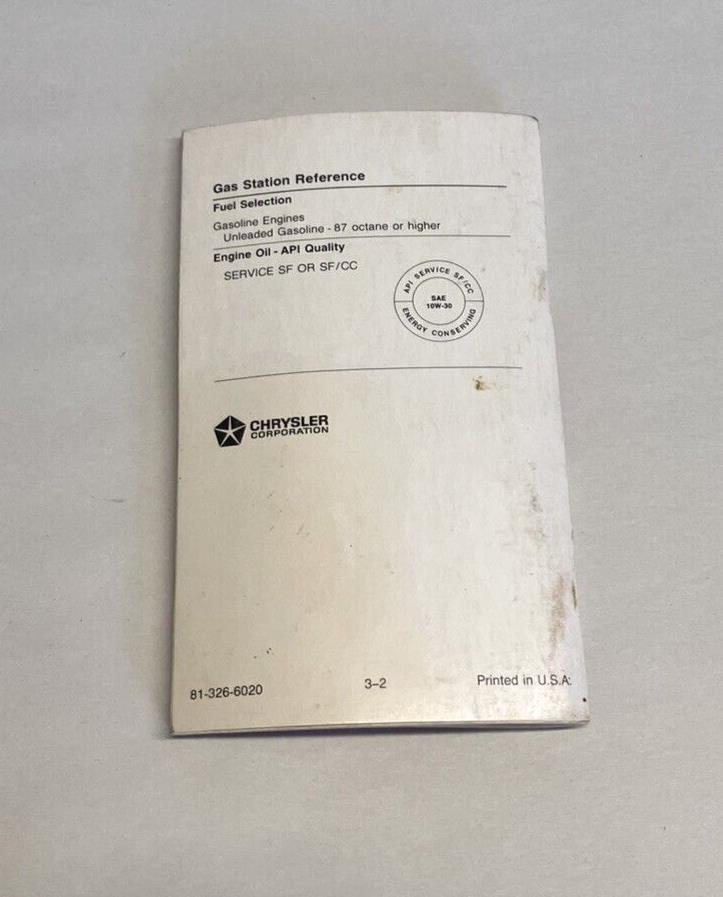 Gas Station Reference
Fuel Selection
Gasoline Engines
Unleaded Gasoline - 87 octane or higher
Engine Oil - API Quality
SERVICE SF OR SF/CC
API SERVICE SF/CC
SAE
10W-30
ENERGY CONSERVING
CHRYSLER
CORPORATION
81-326-6020
3-2
Printed in U.S.A.